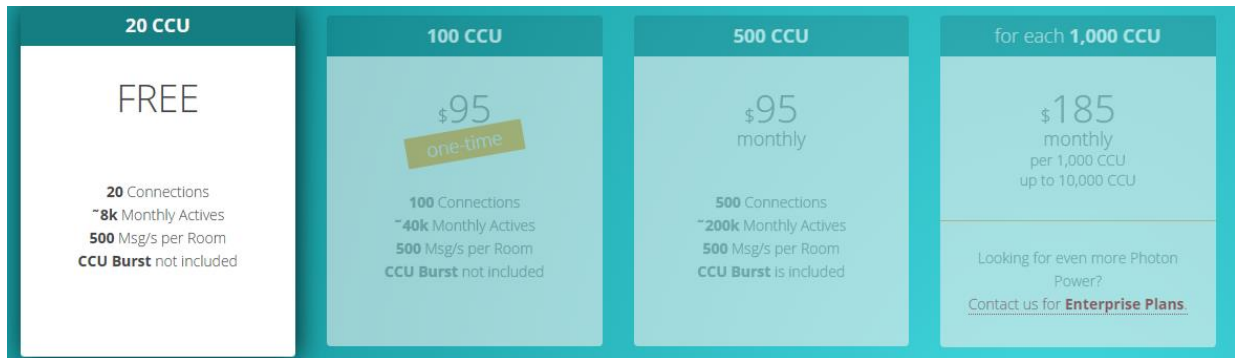 20 CCU
FREE
20 Connections
~8k Monthly Actives
500 Msg/s per Room
CCU Burst not included
100 CCU
$95
one-time
100 Connections
~40k Monthly Actives
500 Msg/s per Room
CCU Burst not included
500 CCU
$95
monthly
500 Connections
~200k Monthly Actives
500 Msg/s per Room
CCU Burst is included
for each 1,000 CCU
$185
monthly
per 1,000 CCU
up to 10,000 CCU
Looking for even more Photon
Power?
Contact us for Enterprise Plans.